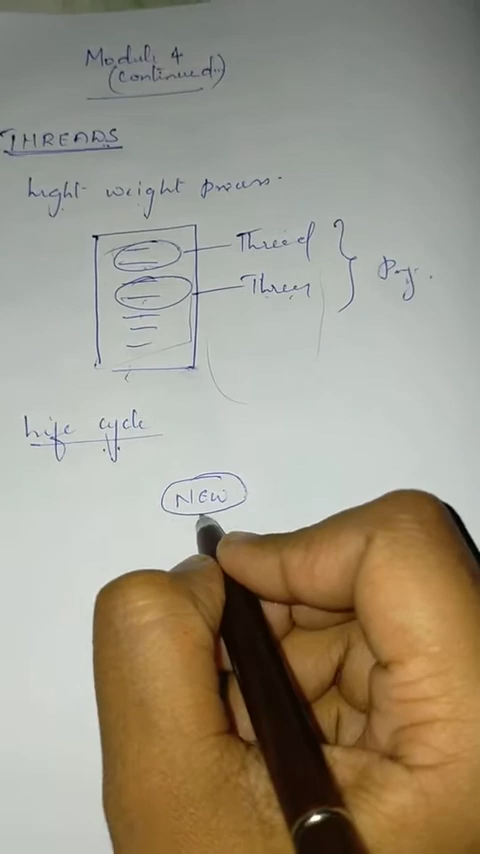 Module 4
(Continued..)
THREADS
Light weight process.
Thread
Thread
Life cycle
NEW